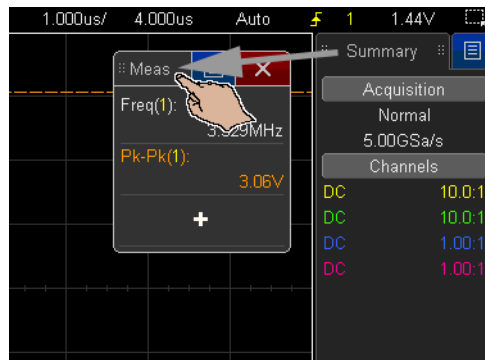 1.000us/ 4.000us Auto 1 1.44V
Summary
Meas
Acquisition
Normal
5.00GSa/s
Channels
DC 10.0:1
DC 10.0:1
DC 1.00:1
DC 1.00:1
Freq(1):
Pk-Pk(1):
3.06V
+